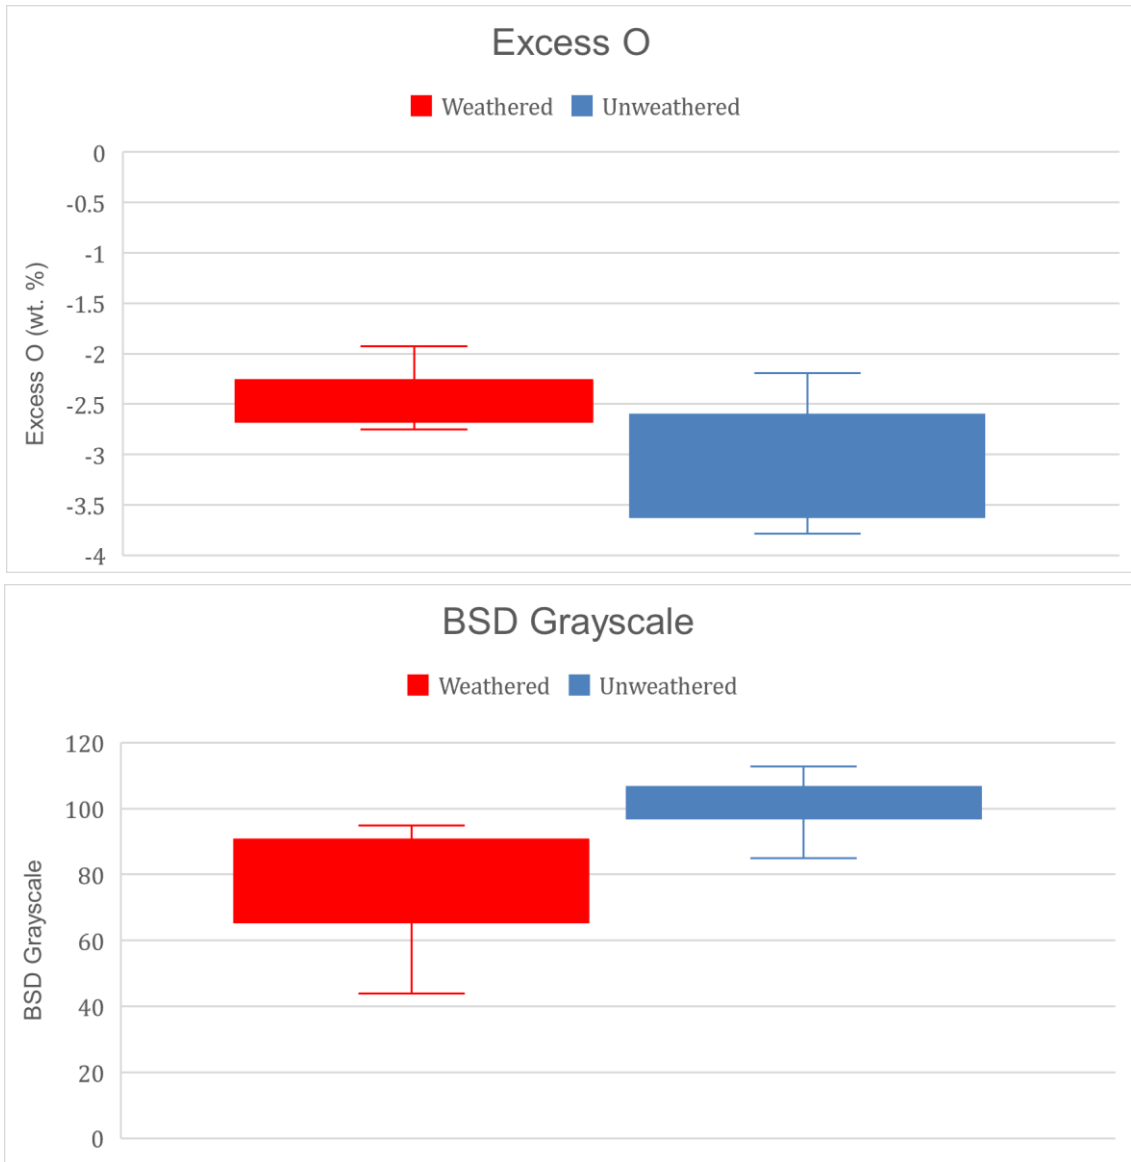 Excess O
Weathered Unweathered
0
-0.5
-1
-1.5
-2
-2.5
-3
-3.5
-4
Excess O (wt. %)
BSD Grayscale
Weathered Unweathered
120
100
80
60
40
20
0
BSD Grayscale